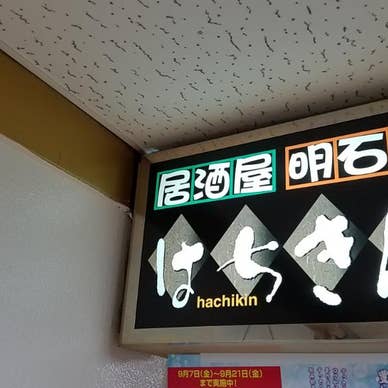 居酒屋 明石
はちき
hachikin
9月7日(金)～9月21日(金)
まで実施中!